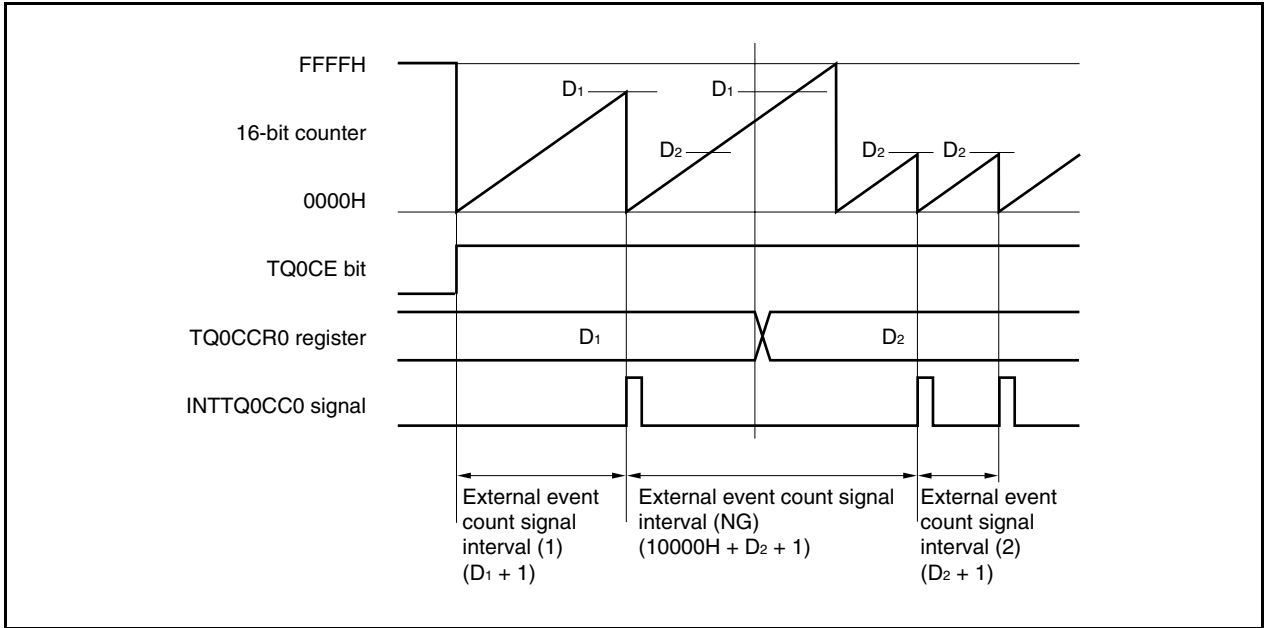 FFFFH
D1
D1
16-bit counter
D2
D2
D2
0000H
TQ0CE bit
TQ0CCR0 register
D1
D2
INTTQ0CC0 signal
External event
count signal
interval (1)
(D1 + 1)
External event count signal
interval (NG)
(10000H + D2 + 1)
External event
count signal
interval (2)
(D2 + 1)